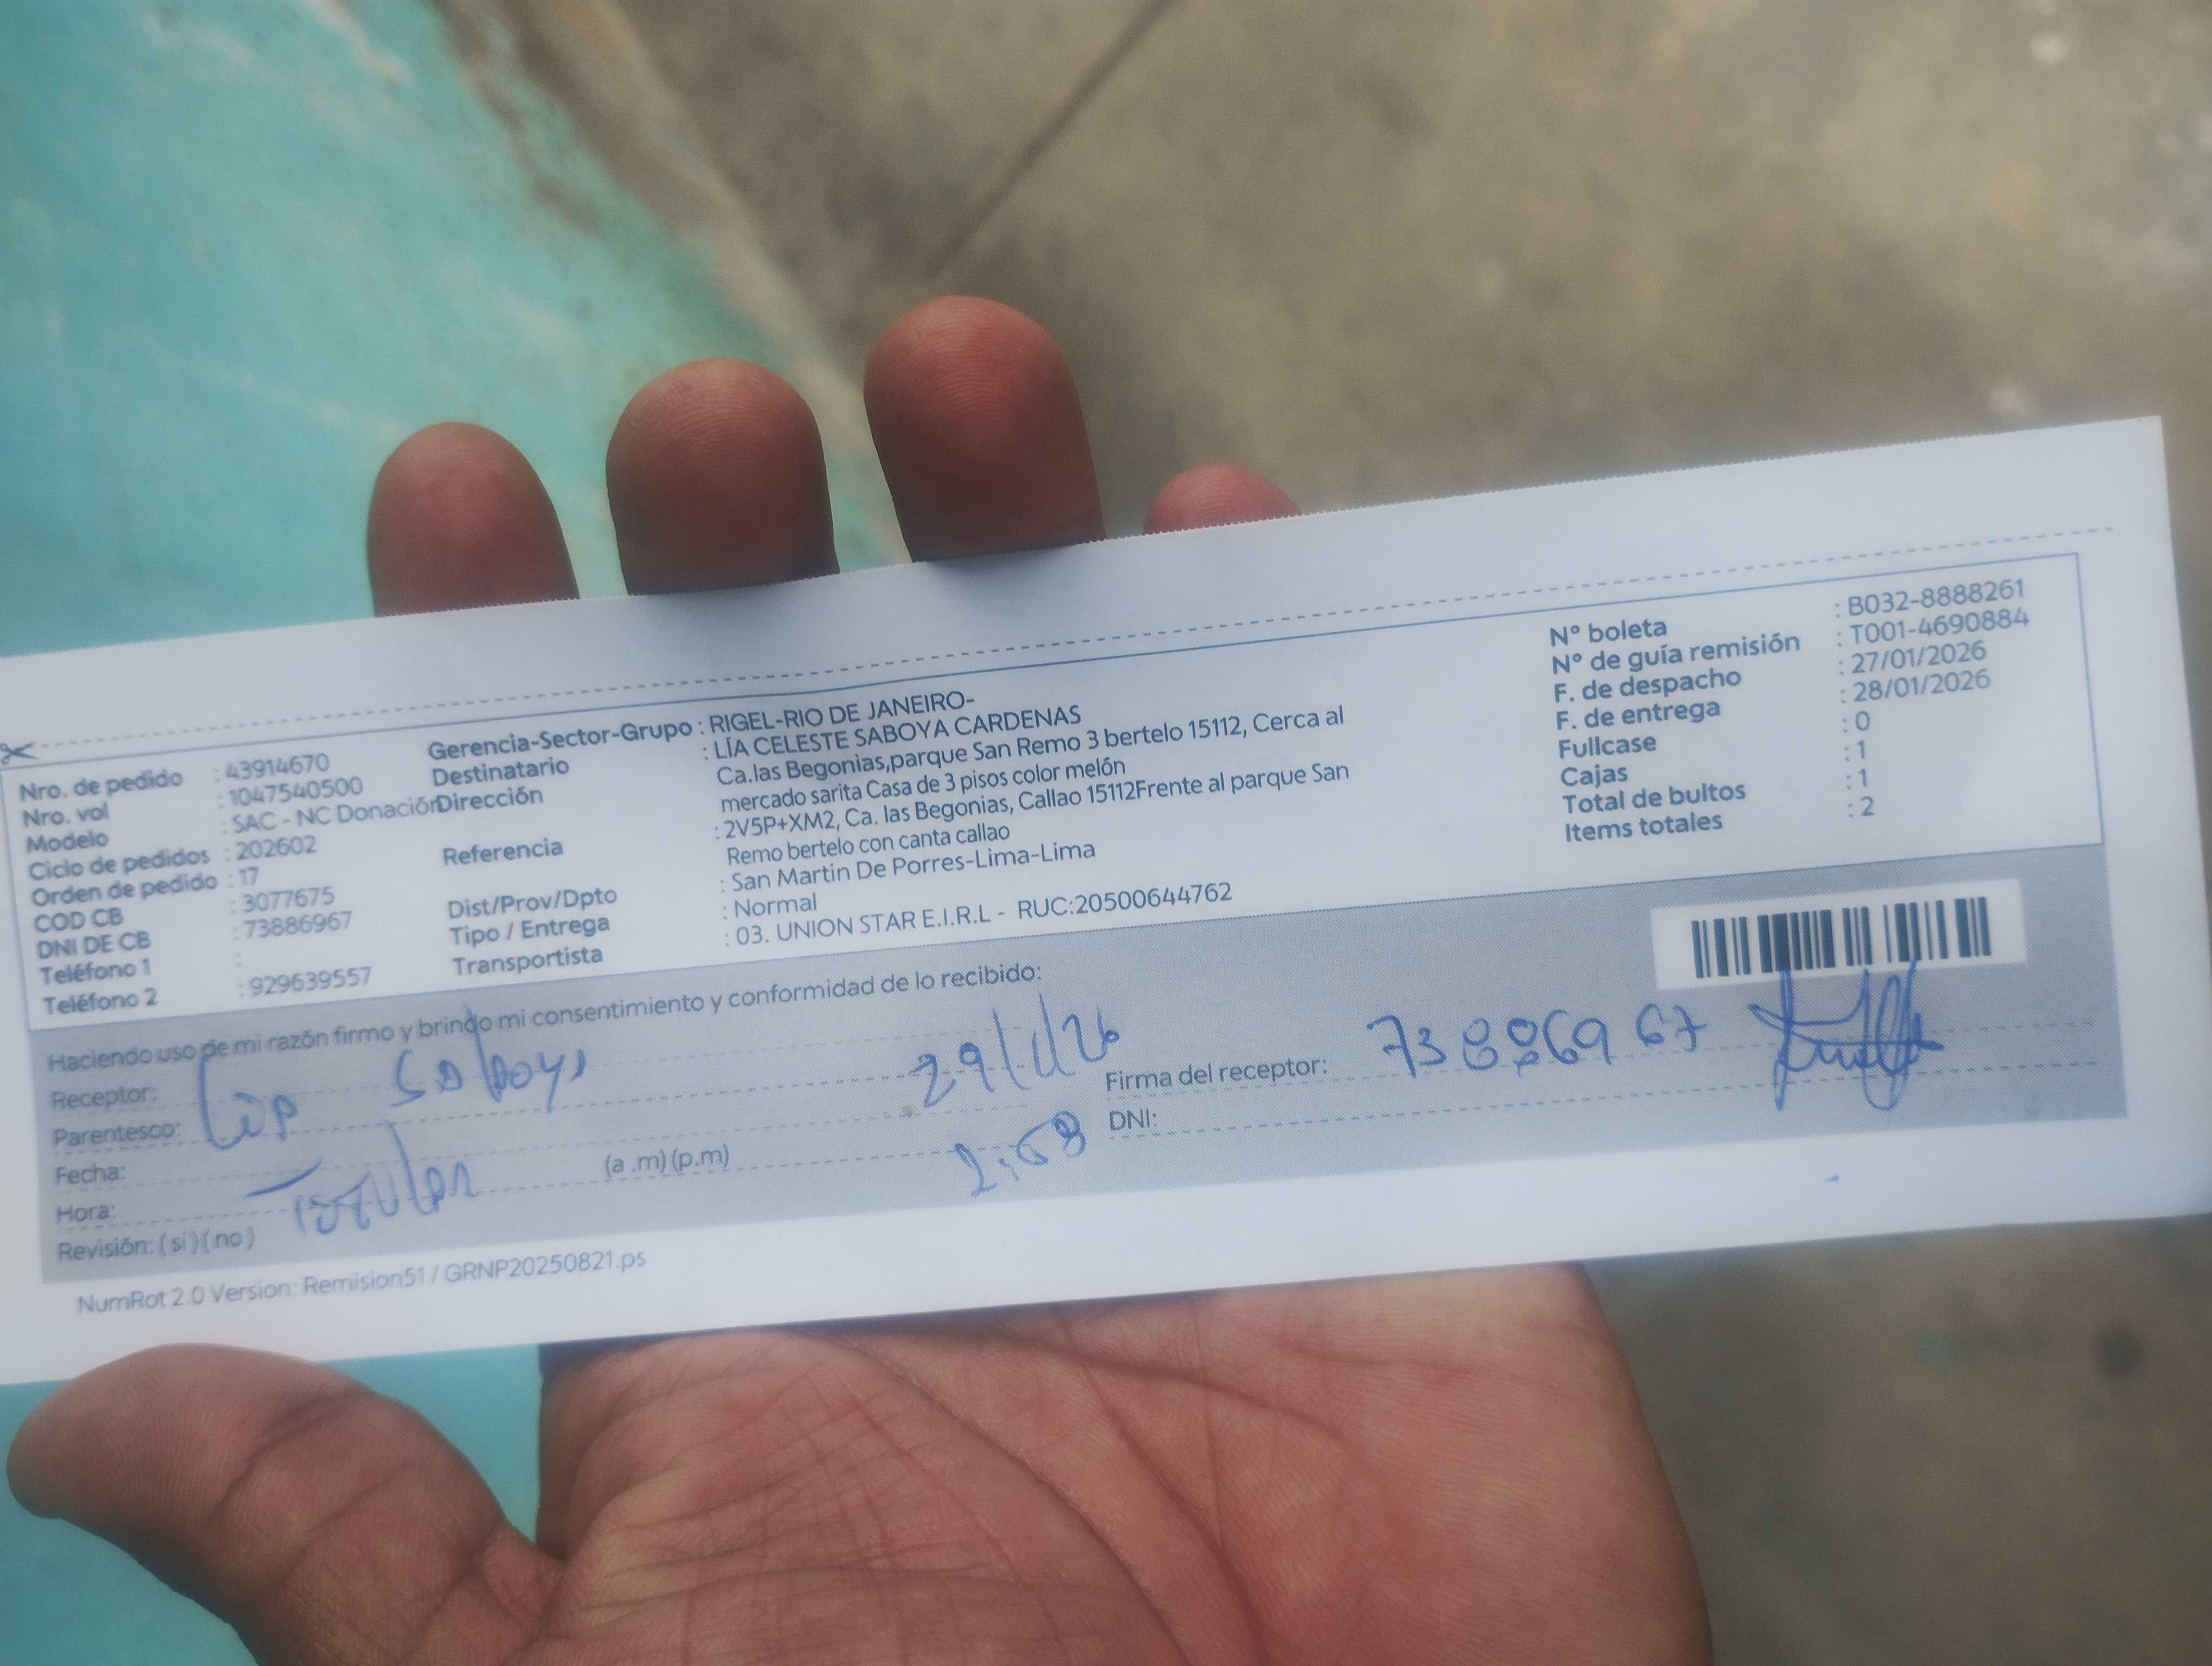 Nro. de pedido : 43914670
Nro. vol : 1047540500
Modelo : SAC - NC Donación
Ciclo de pedidos : 202602
Orden de pedido : 17
COD CB : 3077675
DNI DE CB : 73886967
Teléfono 1 :
Teléfono 2 : 929639557
Gerencia-Sector-Grupo : RIGEL-RIO DE JANEIRO-
Destinatario : LÍA CELESTE SABOYA CARDENAS
Dirección Ca.las Begonias,parque San Remo 3 bertelo 15112, Cerca al
mercado sarita Casa de 3 pisos color melón
Referencia : 2V5P+XM2, Ca. las Begonias, Callao 15112Frente al parque San
Remo bertelo con canta callao
Dist/Prov/Dpto : San Martin De Porres-Lima-Lima
Tipo / Entrega : Normal
Transportista : 03. UNION STAR E.I.R.L - RUC:20500644762
N° boleta : B032-8888261
N° de guía remisión : T001-4690884
F. de despacho : 27/01/2026
F. de entrega : 28/01/2026
Fullcase : 0
Cajas : 1
Total de bultos : 1
Items totales : 2
Haciendo uso de mi razón firmo y brindo mi consentimiento y conformidad de lo recibido:
Receptor: Saboya
Parentesco:
Fecha: 29/1/26
Hora: (a .m) (p.m)
Revisión: ( si ) ( no )
Firma del receptor: 73886967
DNI:
NumRot 2.0 Version: Remision51 / GRNP20250821.ps